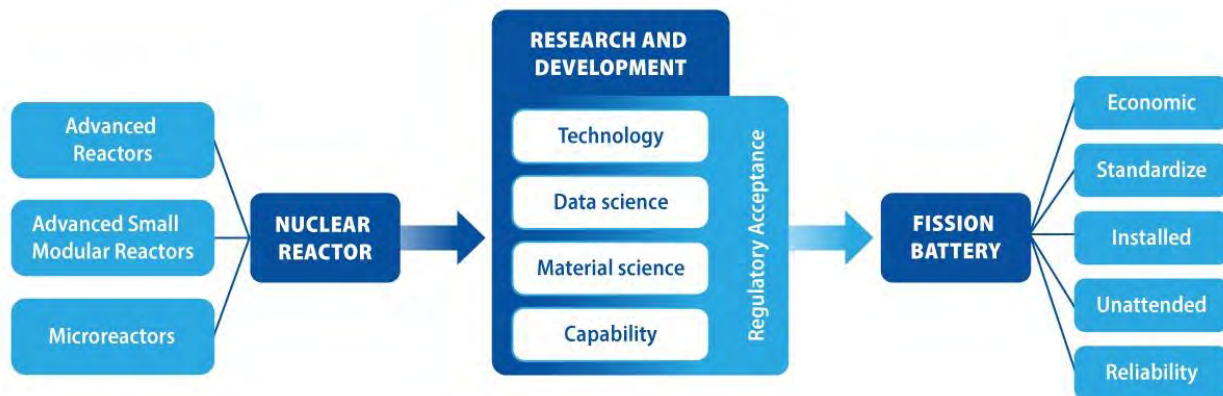 Advanced
Reactors
Advanced Small
Modular Reactors
Microreactors
NUCLEAR
REACTOR
RESEARCH AND
DEVELOPMENT
Technology
Data science
Material science
Capability
Regulatory Acceptance
FISSION
BATTERY
Economic
Standardize
Installed
Unattended
Reliability